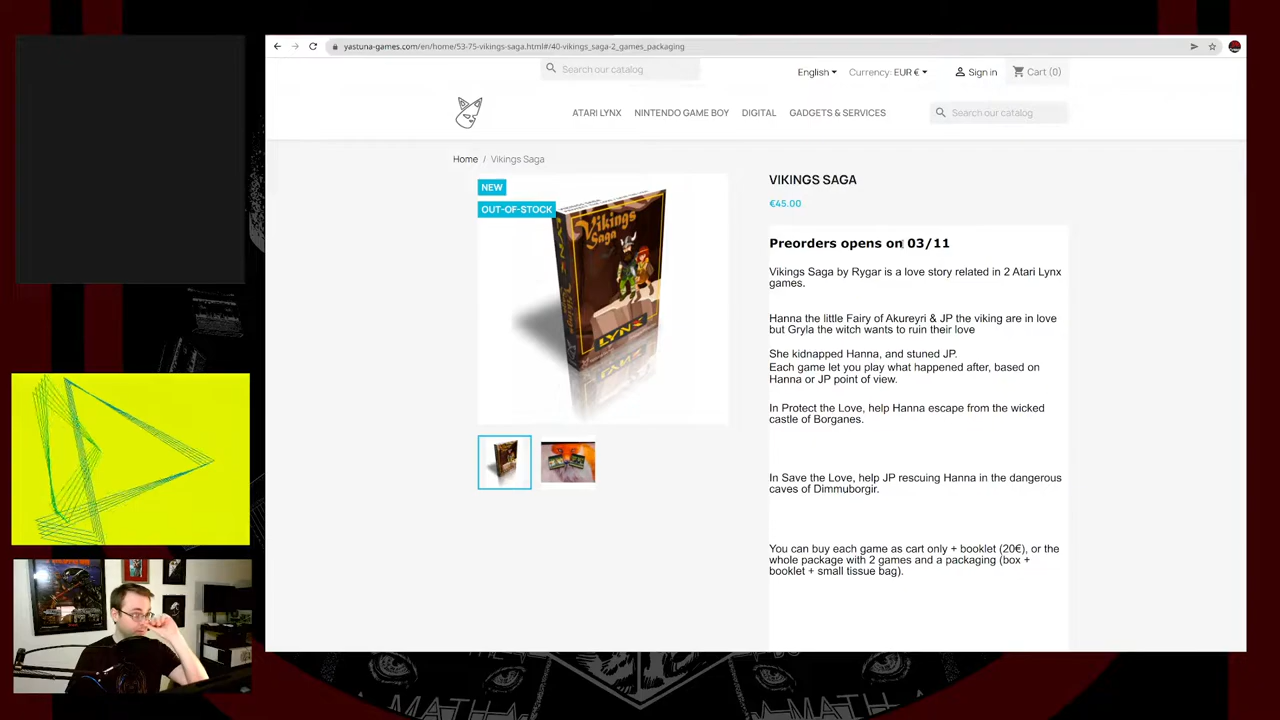 yastuna-games.com/en/home/53-75-vikings-saga.html#/40-vikings_saga-2_games_packaging
Search our catalog
English
Currency: EUR €
Sign in
Cart (0)
ATARI LYNX
NINTENDO GAME BOY
DIGITAL
GADGETS & SERVICES
Search our catalog
Home / Vikings Saga
NEW
OUT-OF-STOCK
Vikings
Saga
LYNX
Vikings Saga
LYNX
VIKINGS SAGA
€45.00
Preorders opens on 03/11
Vikings Saga by Rygar is a love story related in 2 Atari Lynx
games.
Hanna the little Fairy of Akureyri & JP the viking are in love
but Gryla the witch wants to ruin their love
She kidnapped Hanna, and stuned JP.
Each game let you play what happened after, based on
Hanna or JP point of view.
In Protect the Love, help Hanna escape from the wicked
castle of Borganes.
In Save the Love, help JP rescuing Hanna in the dangerous
caves of Dimmuborgir.
You can buy each game as cart only + booklet (20€), or the
whole package with 2 games and a packaging (box +
booklet + small tissue bag).
A MATH